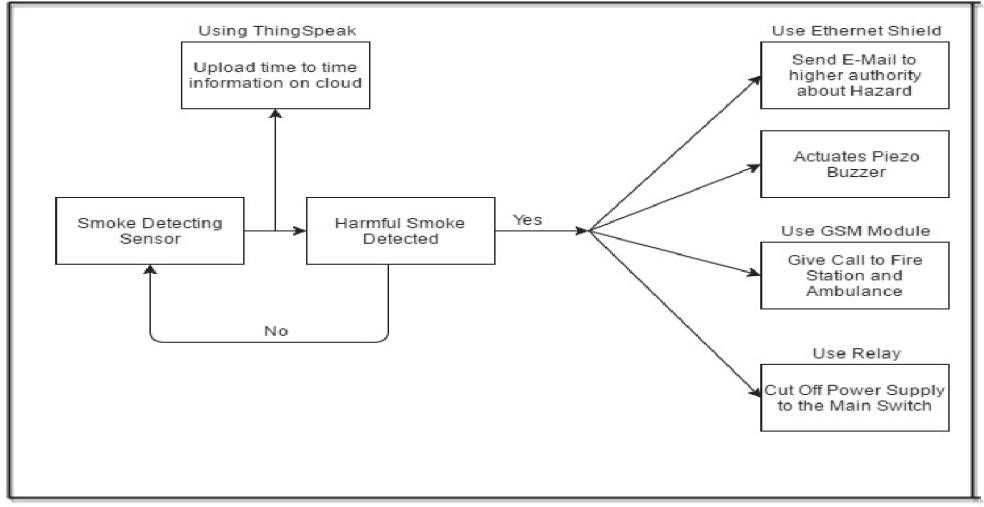 Using ThingSpeak
Upload time to time
information on cloud
Smoke Detecting
Sensor
Harmful Smoke
Detected
No
Yes
Use Ethernet Shield
Send E-Mail to
higher authority
about Hazard
Actuates Piezo
Buzzer
Use GSM Module
Give Call to Fire
Station and
Ambulance
Use Relay
Cut Off Power Supply
to the Main Switch